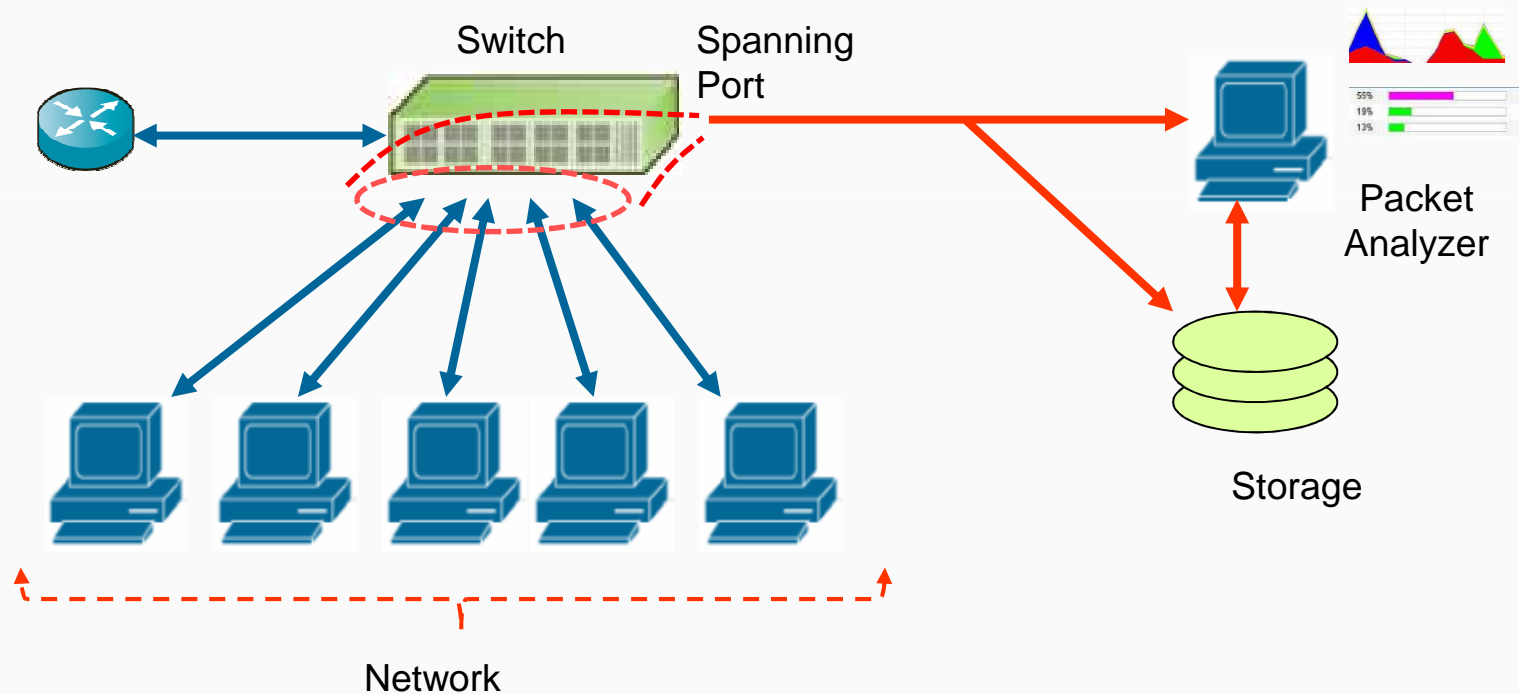 Switch
Spanning
Port
55%
19%
13%
Packet
Analyzer
Storage
Network